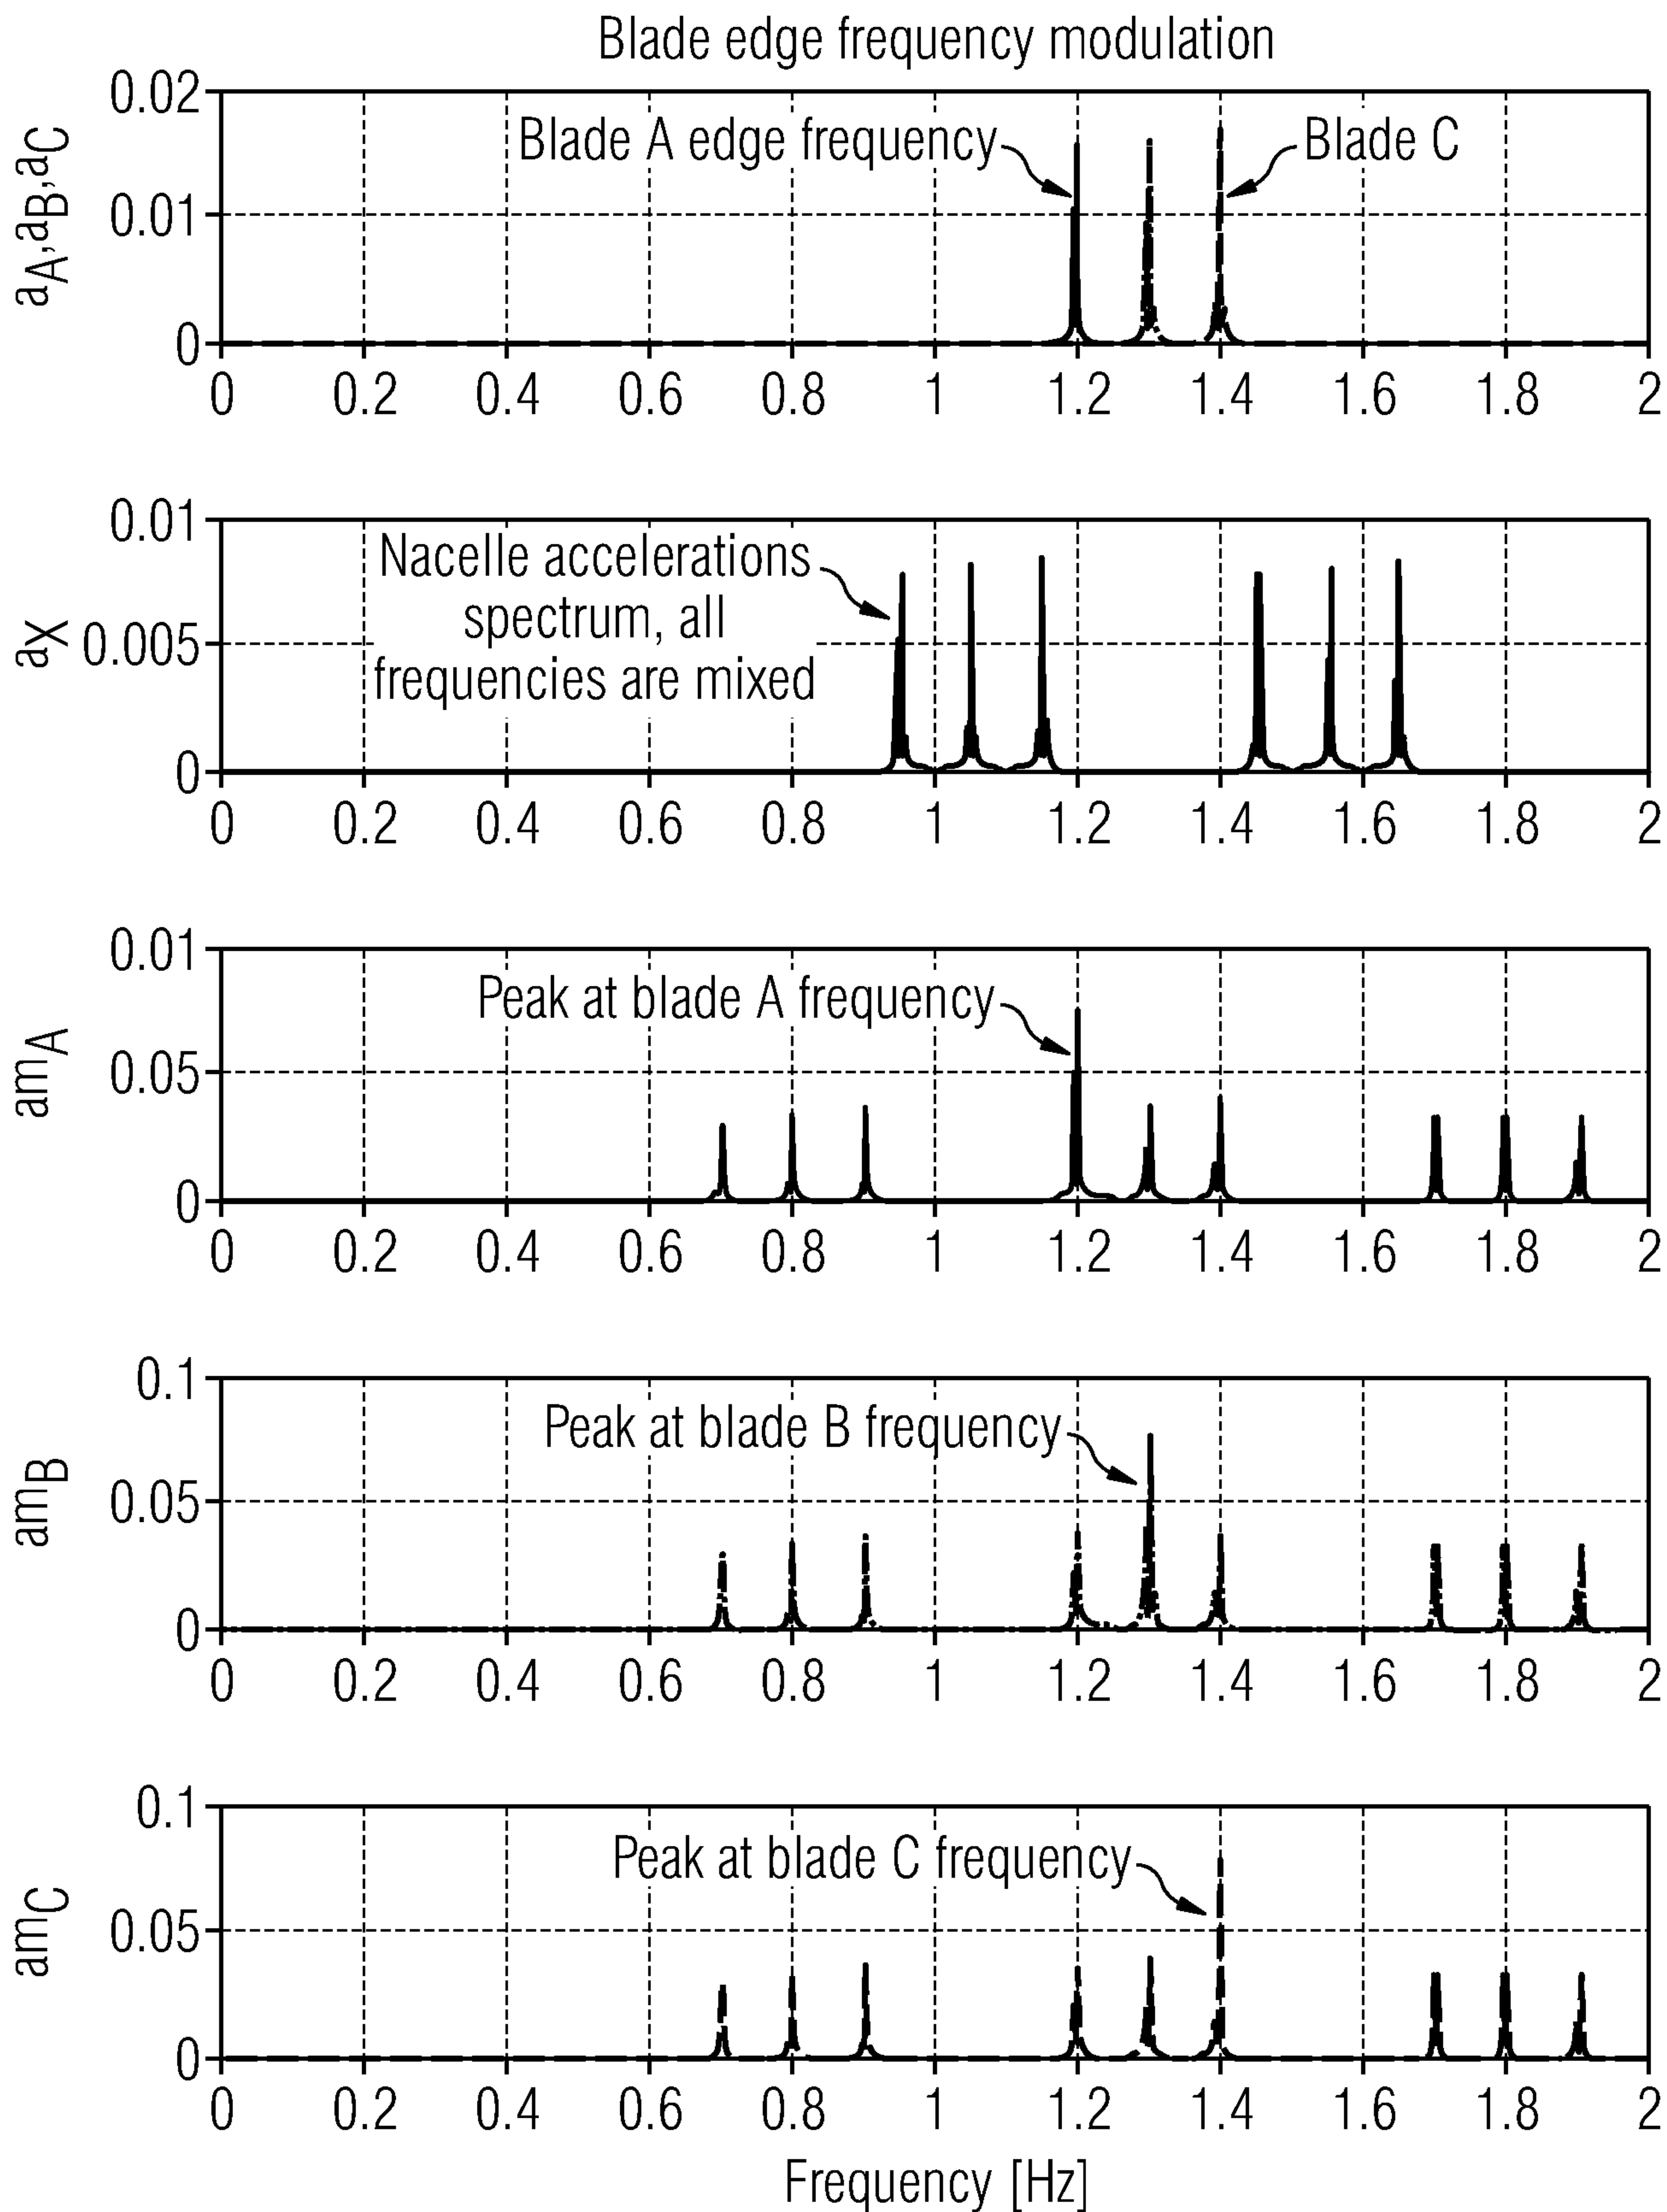 Blade edge frequency modulation
0.02
0.01
0
aA,aB,aC
Blade A edge frequency
Blade C
0 0.2 0.4 0.6 0.8 1 1.2 1.4 1.6 1.8 2
0.01
0.005
0
aX
Nacelle accelerations
spectrum, all
frequencies are mixed
0 0.2 0.4 0.6 0.8 1 1.2 1.4 1.6 1.8 2
0.01
0.05
0
amA
Peak at blade A frequency
0 0.2 0.4 0.6 0.8 1 1.2 1.4 1.6 1.8 2
0.1
0.05
0
amB
Peak at blade B frequency
0 0.2 0.4 0.6 0.8 1 1.2 1.4 1.6 1.8 2
0.1
0.05
0
amC
Peak at blade C frequency
0 0.2 0.4 0.6 0.8 1 1.2 1.4 1.6 1.8 2
Frequency [Hz]